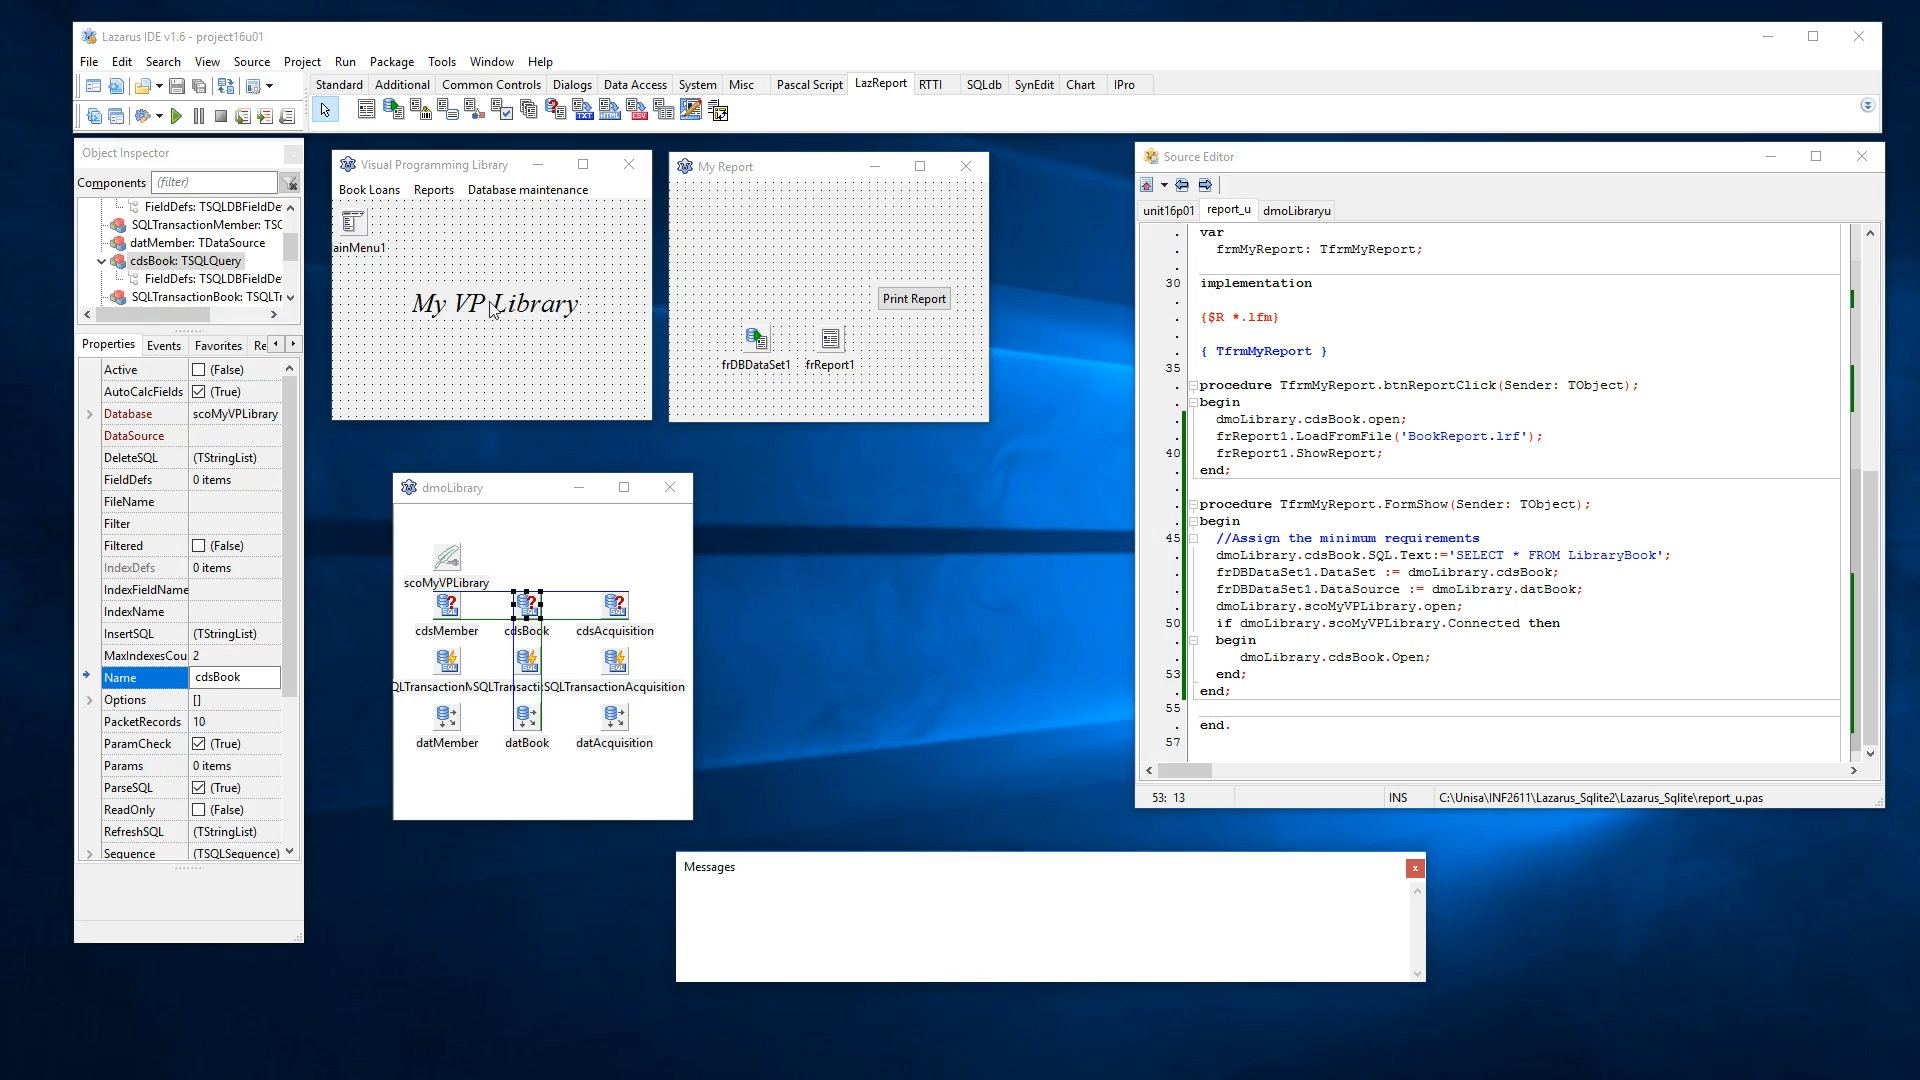 Lazarus IDE v1.6 - project16u01
File Edit Search View Source Project Run Package Tools Window Help
Standard Additional Common Controls Dialogs Data Access System Misc Pascal Script LazReport RTTI SQLdb SynEdit Chart IPro
TXT HTML CSV
Object Inspector
Components (filter)
FieldDefs: TSQLDBFieldDe
SQLTransactionMember: TSC
datMember: TDataSource
cdsBook: TSQLQuery
FieldDefs: TSQLDBFieldDe
SQLTransactionBook: TSQLTr
Properties Events Favorites Re
Active (False)
AutoCalcFields (True)
Database scoMyVPLibrary
DataSource
DeleteSQL (TStringList)
FieldDefs 0 items
FileName
Filter
Filtered (False)
IndexDefs 0 items
IndexFieldName
IndexName
InsertSQL (TStringList)
MaxIndexesCou 2
Name cdsBook
Options []
PacketRecords 10
ParamCheck (True)
Params 0 items
ParseSQL (True)
ReadOnly (False)
RefreshSQL (TStringList)
Sequence (TSQLSequence)
Visual Programming Library
Book Loans Reports Database maintenance
ainMenu1
My VP Library
My Report
Print Report
frDBDataSet1 frReport1
dmoLibrary
scoMyVPLibrary
cdsMember cdsBook cdsAcquisition
QLTransactionM SQLTransacti SQLTransactionAcquisition
datMember datBook datAcquisition
Source Editor
unit16p01 report_u dmoLibraryu
var
frmMyReport: TfrmMyReport;
30 implementation
{$R *.lfm}
{ TfrmMyReport }
35
procedure TfrmMyReport.btnReportClick(Sender: TObject);
begin
dmoLibrary.cdsBook.open;
frReport1.LoadFromFile('BookReport.lrf');
40 frReport1.ShowReport;
end;
procedure TfrmMyReport.FormShow(Sender: TObject);
begin
45 //Assign the minimum requirements
dmoLibrary.cdsBook.SQL.Text:='SELECT * FROM LibraryBook';
frDBDataSet1.DataSet := dmoLibrary.cdsBook;
frDBDataSet1.DataSource := dmoLibrary.datBook;
dmoLibrary.scoMyVPLibrary.open;
50 if dmoLibrary.scoMyVPLibrary.Connected then
begin
dmoLibrary.cdsBook.Open;
53 end;
end;
55
end.
57
53: 13 INS C:\Unisa\INF2611\Lazarus_Sqlite2\Lazarus_Sqlite\report_u.pas
Messages